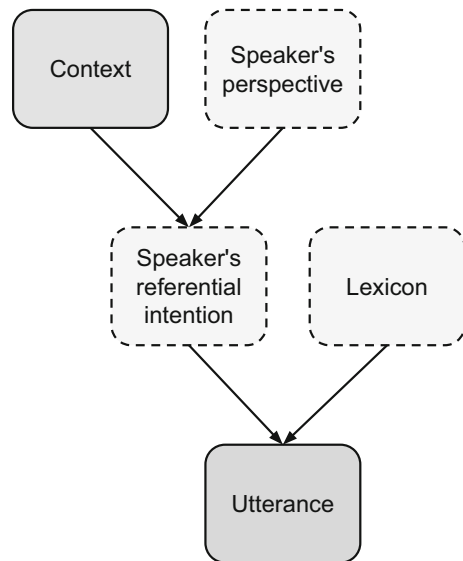 Context
Speaker's
perspective
Speaker's
referential
intention
Lexicon
Utterance